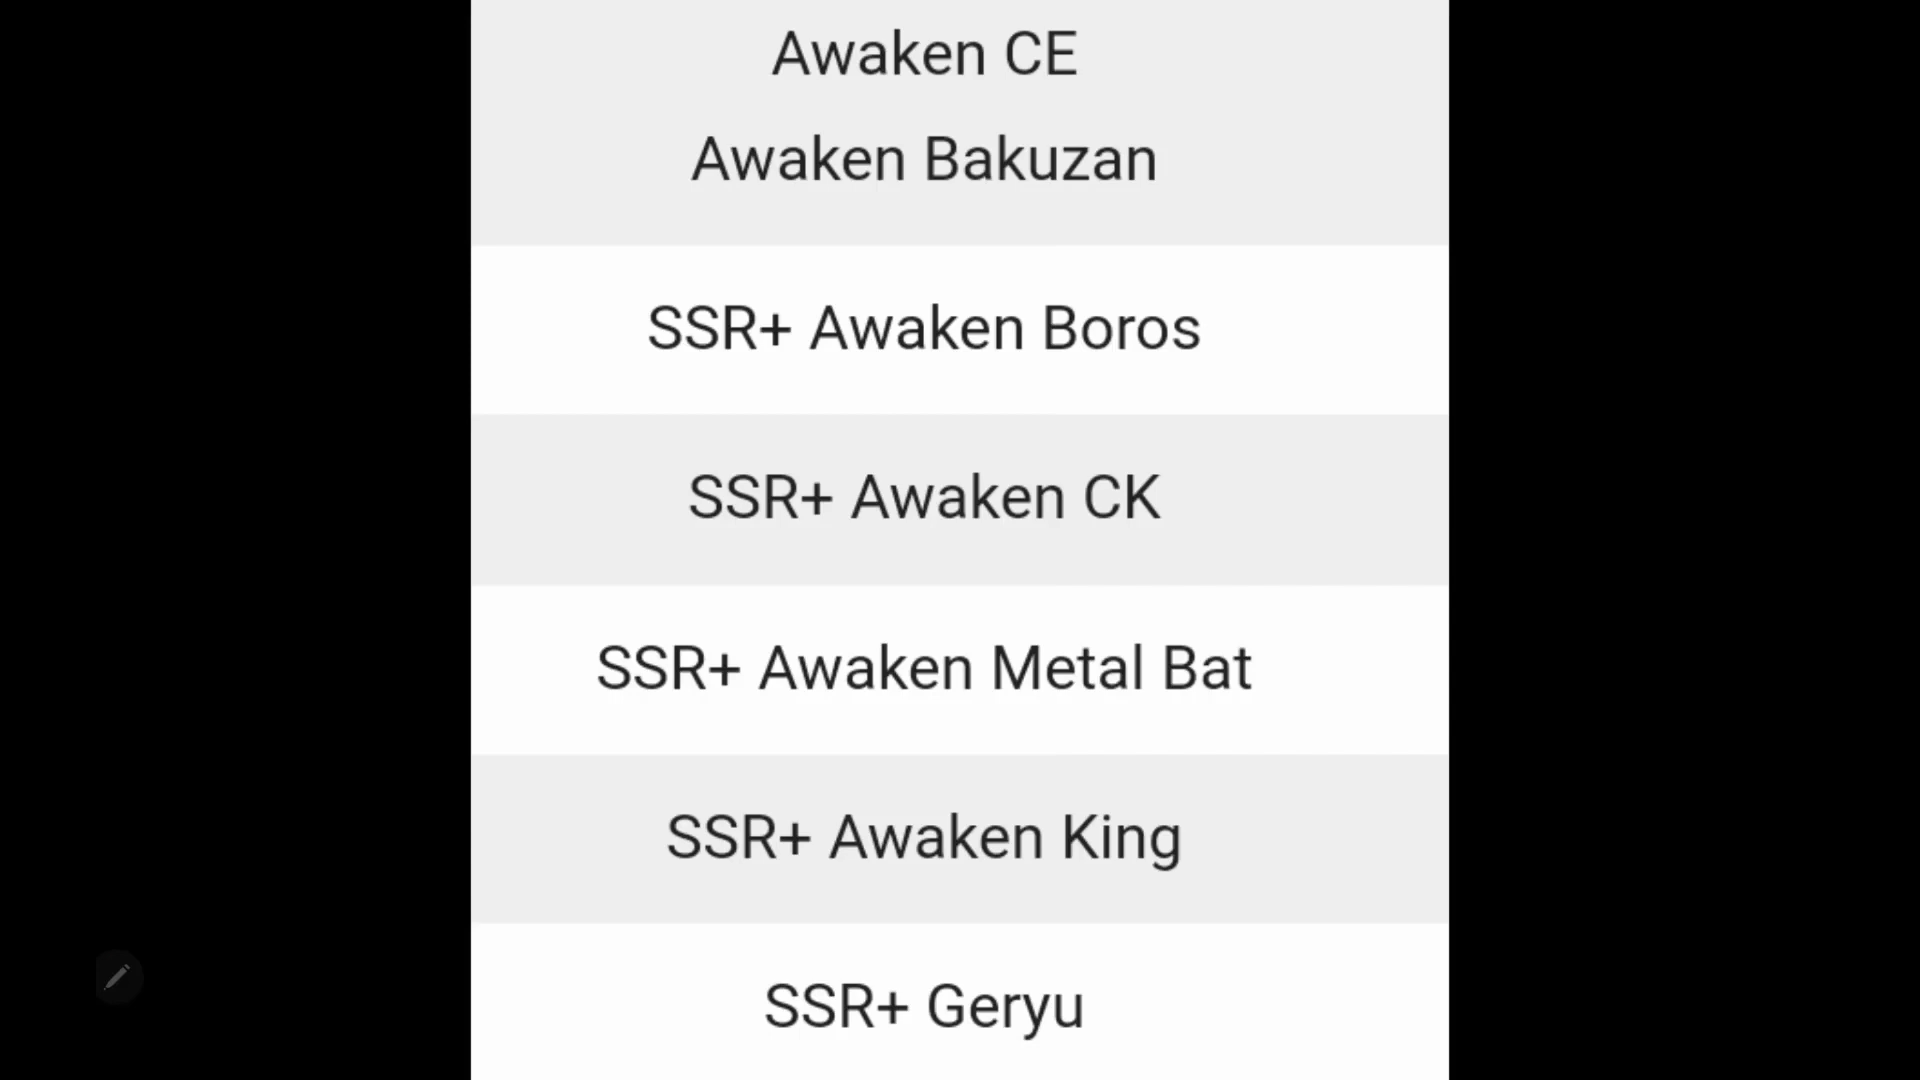 Awaken CE
Awaken Bakuzan
SSR+ Awaken Boros
SSR+ Awaken CK
SSR+ Awaken Metal Bat
SSR+ Awaken King
SSR+ Geryu